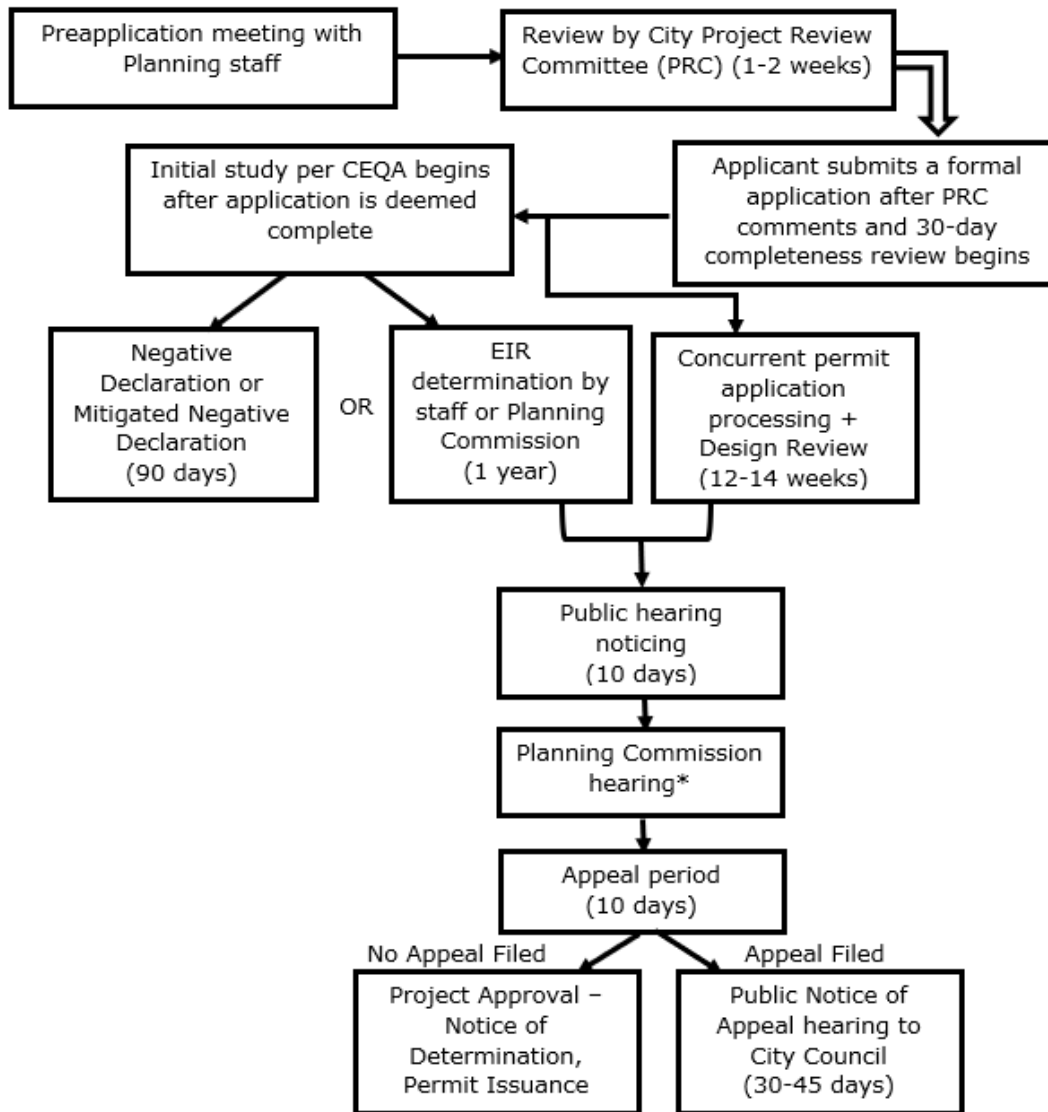 Preapplication meeting with
Planning staff
Review by City Project Review
Committee (PRC) (1-2 weeks)
Initial study per CEQA begins
after application is deemed
complete
Applicant submits a formal
application after PRC
comments and 30-day
completeness review begins
Negative
Declaration or
Mitigated Negative
Declaration
(90 days)
OR
EIR
determination by
staff or Planning
Commission
(1 year)
Concurrent permit
application
processing +
Design Review
(12-14 weeks)
Public hearing
noticing
(10 days)
Planning Commission
hearing*
Appeal period
(10 days)
No Appeal Filed
Appeal Filed
Project Approval –
Notice of
Determination,
Permit Issuance
Public Notice of
Appeal hearing to
City Council
(30-45 days)